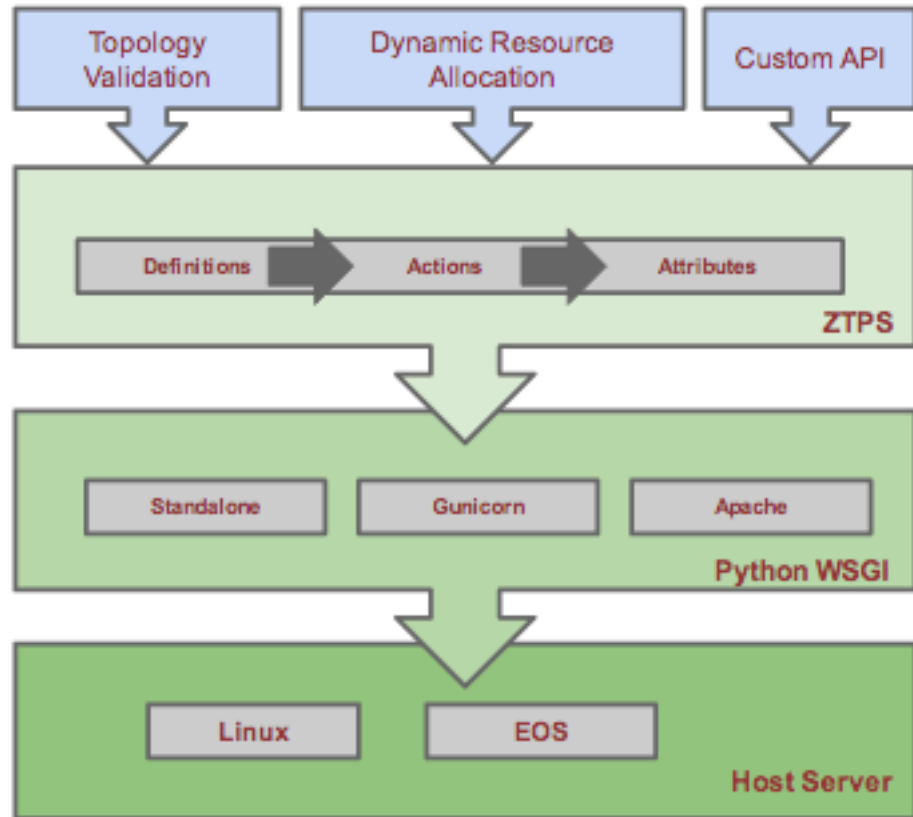 Topology
Validation
Dynamic Resource
Allocation
Custom API
Definitions
Actions
Attributes
ZTPS
Standalone
Gunicorn
Apache
Python WSGI
Linux
EOS
Host Server